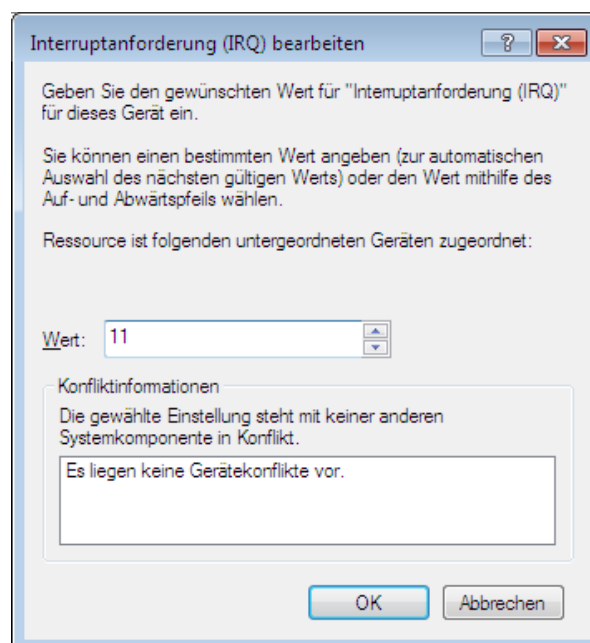 Interruptanforderung (IRQ) bearbeiten
Geben Sie den gewünschten Wert für "Interruptanforderung (IRQ)"
für dieses Gerät ein.
Sie können einen bestimmten Wert angeben (zur automatischen
Auswahl des nächsten gültigen Werts) oder den Wert mithilfe des
Auf- und Abwärtspfeils wählen.
Ressource ist folgenden untergeordneten Geräten zugeordnet:
Wert: 11
Konfliktinformationen
Die gewählte Einstellung steht mit keiner anderen
Systemkomponente in Konflikt.
Es liegen keine Gerätekonflikte vor.
OK Abbrechen